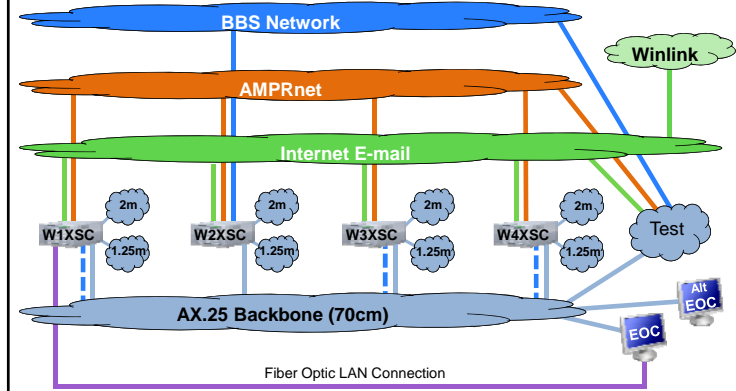 BBS Network
Winlink
AMPRnet
Internet E-mail
2m
2m
2m
2m
W1XSC
W2XSC
W3XSC
W4XSC
Test
1.25m
1.25m
1.25m
1.25m
Alt
EOC
AX.25 Backbone (70cm)
EOC
Fiber Optic LAN Connection